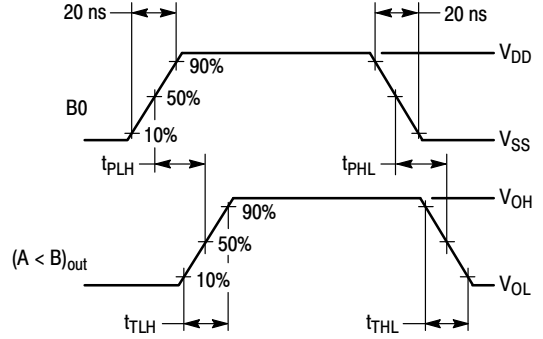 20 ns
20 ns
V_DD
90%
B0
50%
10%
V_SS
t_PLH
t_PHL
V_OH
90%
(A < B)_out
50%
10%
V_OL
t_TLH
t_THL